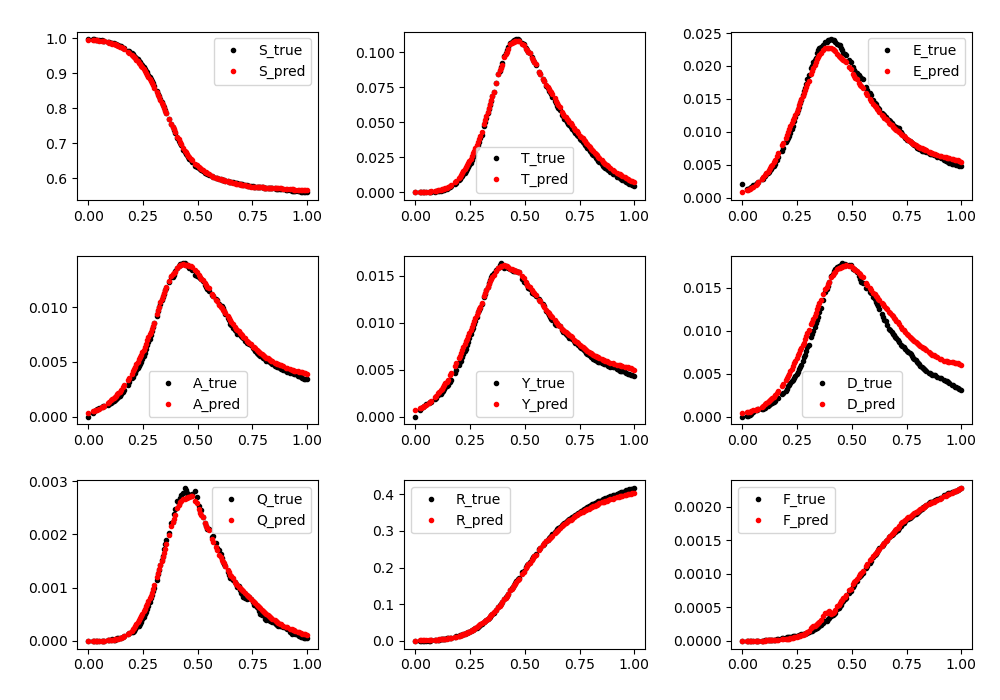 1.0
0.9
0.8
0.7
0.6
0.00 0.25 0.50 0.75 1.00
S_true
S_pred
0.100
0.075
0.050
0.025
0.000
0.00 0.25 0.50 0.75 1.00
T_true
T_pred
0.025
0.020
0.015
0.010
0.005
0.000
0.00 0.25 0.50 0.75 1.00
E_true
E_pred
0.010
0.005
0.000
0.00 0.25 0.50 0.75 1.00
A_true
A_pred
0.015
0.010
0.005
0.000
0.00 0.25 0.50 0.75 1.00
Y_true
Y_pred
0.015
0.010
0.005
0.000
0.00 0.25 0.50 0.75 1.00
D_true
D_pred
0.003
0.002
0.001
0.000
0.00 0.25 0.50 0.75 1.00
Q_true
Q_pred
0.4
0.3
0.2
0.1
0.0
0.00 0.25 0.50 0.75 1.00
R_true
R_pred
0.0020
0.0015
0.0010
0.0005
0.0000
0.00 0.25 0.50 0.75 1.00
F_true
F_pred